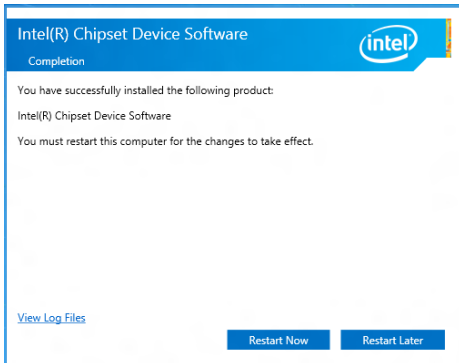 Intel(R) Chipset Device Software
intel
Completion
You have successfully installed the following product:
Intel(R) Chipset Device Software
You must restart this computer for the changes to take effect.
View Log Files
Restart Now
Restart Later